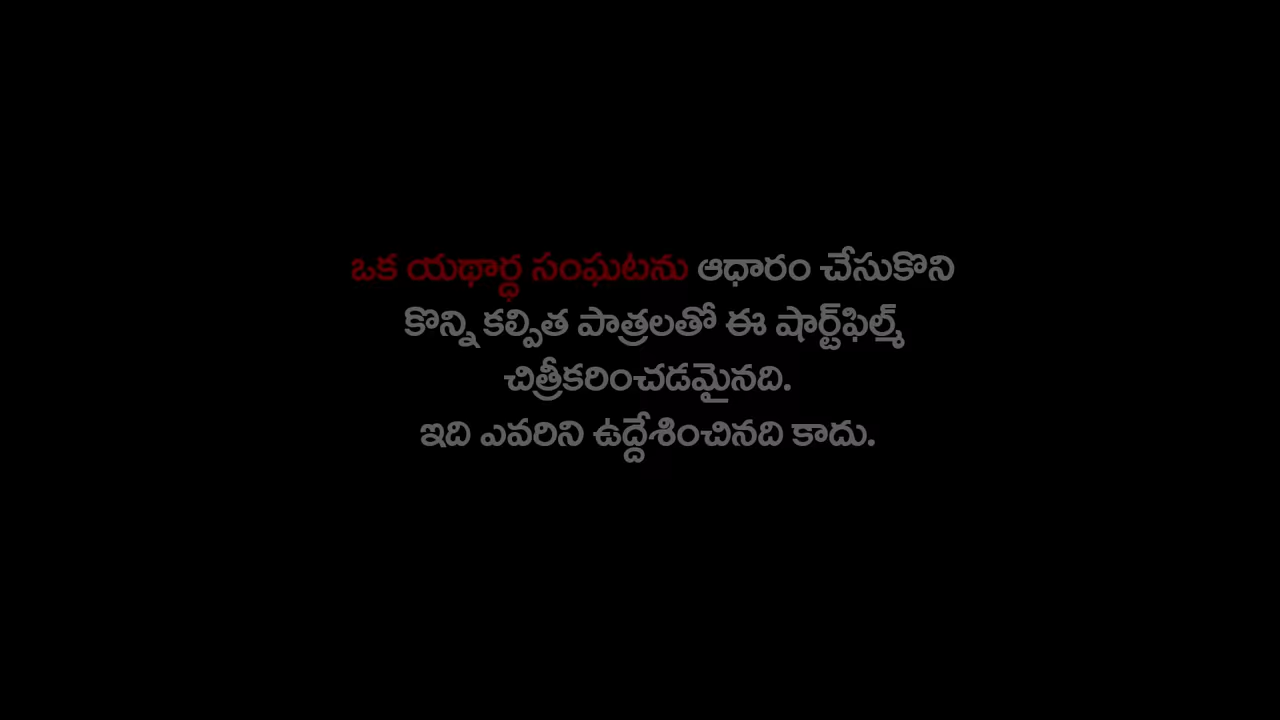 ఒక యథార్ధ సంఘటను ఆధారం చేసుకొని
కొన్ని కల్పిత పాత్రలతో ఈ షార్ట్‌ఫిల్మ్
చిత్రీకరించడమైనది.
ఇది ఎవరిని ఉద్దేశించినది కాదు.